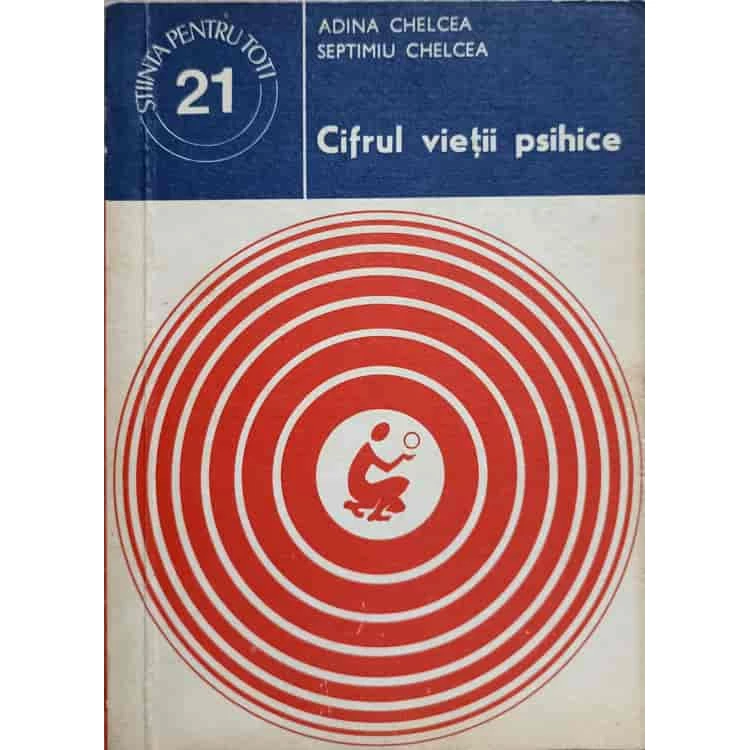 ȘTIINȚA PENTRU TOȚI
21
ADINA CHELCEA
SEPTIMIU CHELCEA
Cifrul vieții psihice